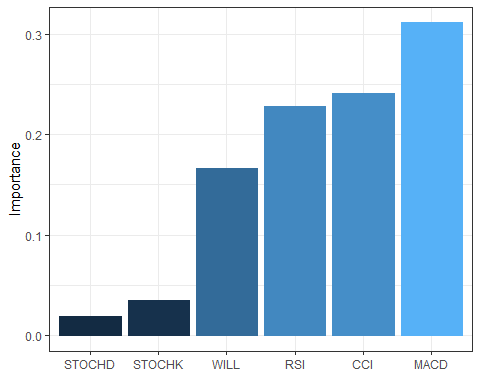 Importance
0.3
0.2
0.1
0.0
STOCHD STOCHK WILL RSI CCI MACD